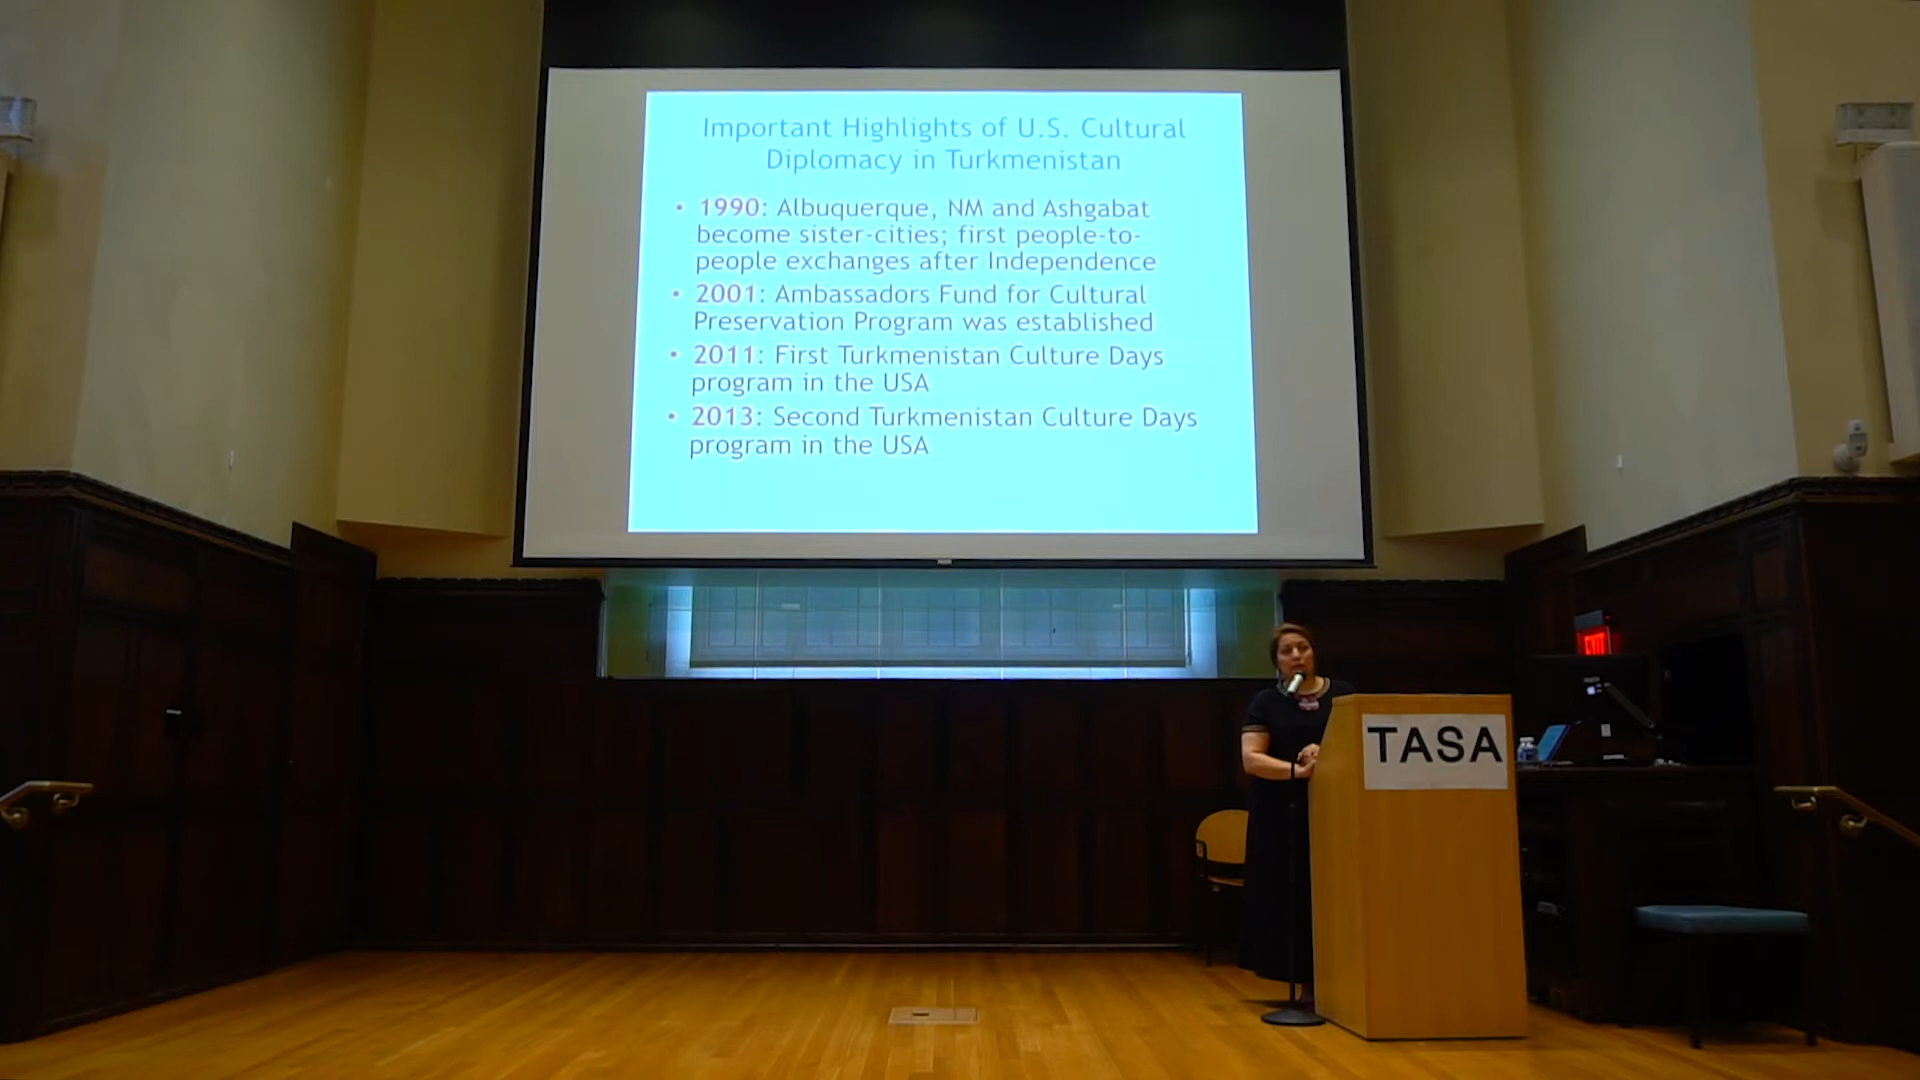 Important Highlights of U.S. Cultural
Diplomacy in Turkmenistan
• 1990: Albuquerque, NM and Ashgabat
become sister-cities; first people-to-
people exchanges after Independence
• 2001: Ambassadors Fund for Cultural
Preservation Program was established
• 2011: First Turkmenistan Culture Days
program in the USA
• 2013: Second Turkmenistan Culture Days
program in the USA
EXIT
TASA